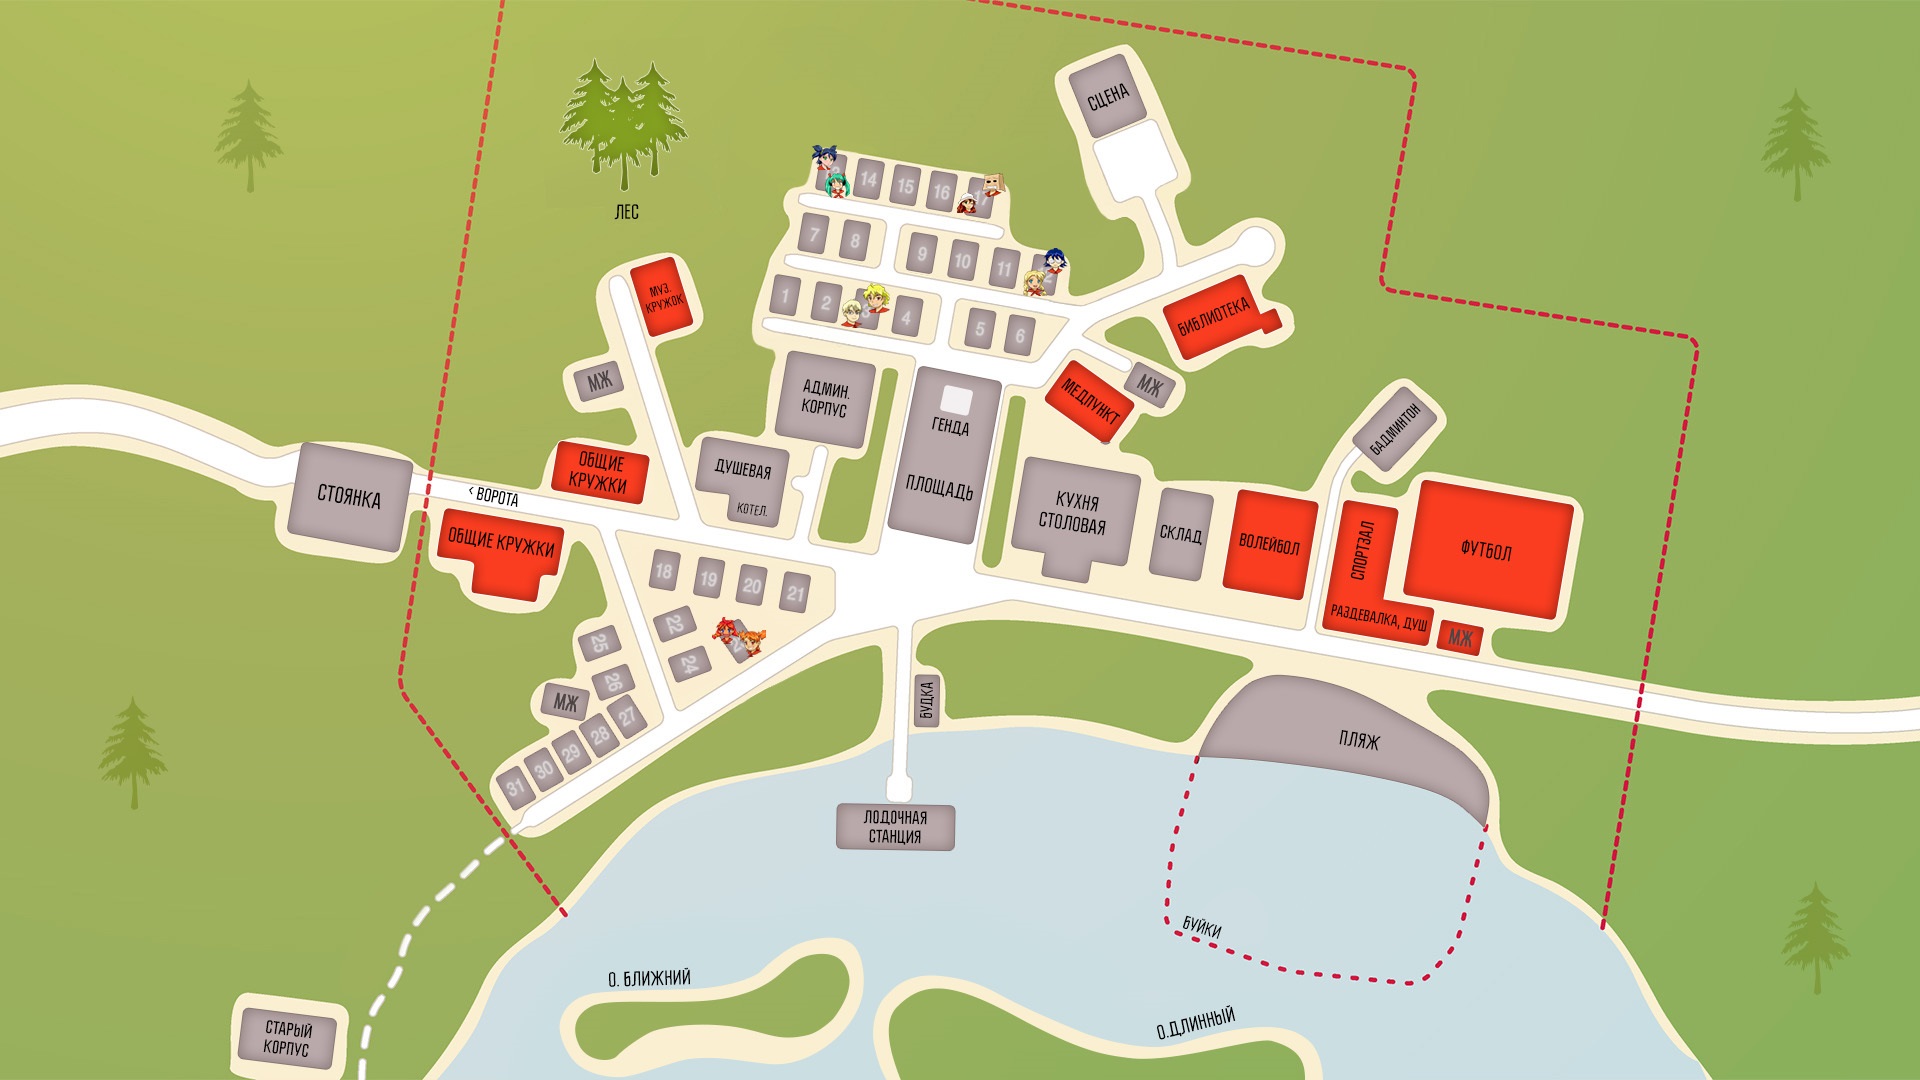 СЦЕНА
ЛЕС
14
15
16
7
8
9
10
11
1
2
4
5
6
МУЗ.
КРУЖОК
БИБЛИОТЕКА
МЖ
АДМИН.
КОРПУС
ГЕНДА
ПЛОЩАДЬ
МЕДПУНКТ
МЖ
БАДМИНТОН
СТОЯНКА
< ВОРОТА
ОБЩИЕ
КРУЖКИ
ДУШЕВАЯ
КОТЕЛ.
КУХНЯ
СТОЛОВАЯ
СКЛАД
ВОЛЕЙБОЛ
СПОРТЗАЛ
РАЗДЕВАЛКА, ДУШ
ФУТБОЛ
МЖ
ОБЩИЕ КРУЖКИ
18
19
20
21
22
24
25
26
27
28
29
30
31
МЖ
БУДКА
ПЛЯЖ
ЛОДОЧНАЯ
СТАНЦИЯ
БУЙКИ
О. БЛИЖНИЙ
О.ДЛИННЫЙ
СТАРЫЙ
КОРПУС